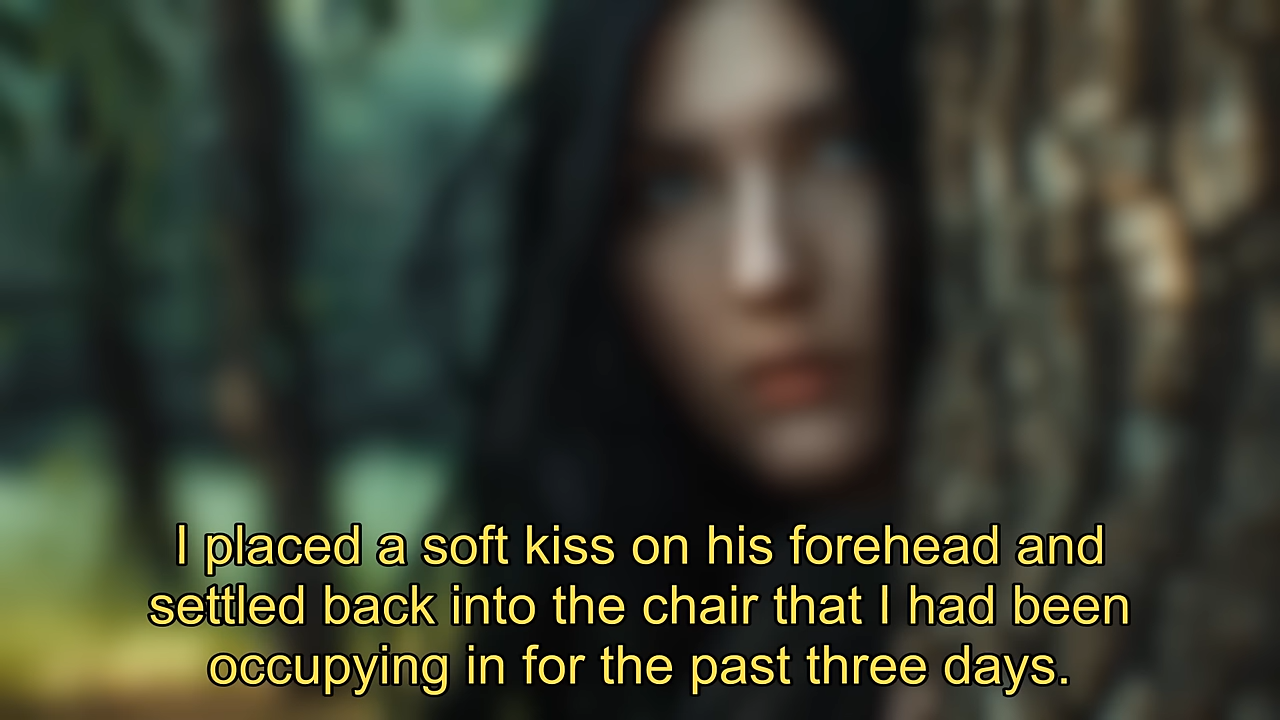 I placed a soft kiss on his forehead and
settled back into the chair that I had been
occupying in for the past three days.